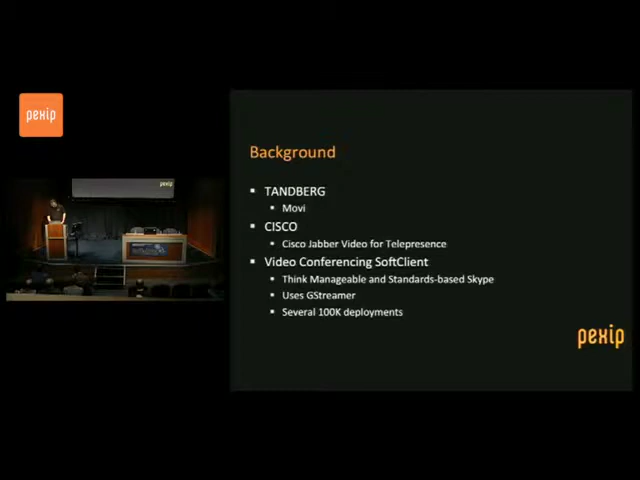 pexip
pexip
Background
TANDBERG
Movi
CISCO
Cisco Jabber Video for Telepresence
Video Conferencing SoftClient
Think Manageable and Standards-based Skype
Uses GStreamer
Several 100K deployments
pexip